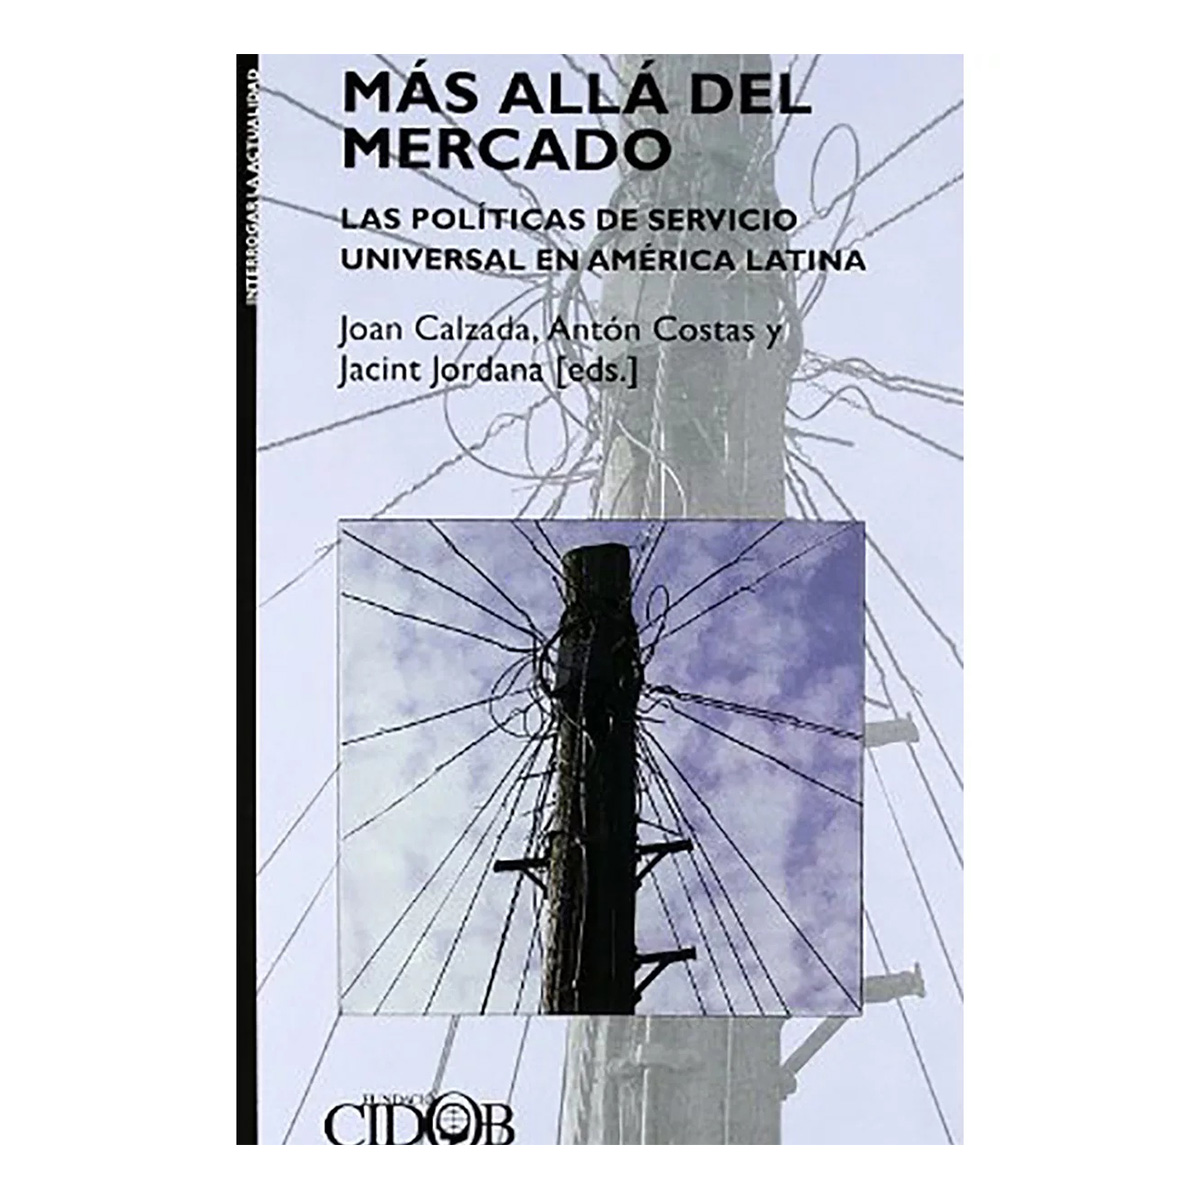 MÁS ALLÁ DEL
MERCADO
LAS POLÍTICAS DE SERVICIO
UNIVERSAL EN AMÉRICA LATINA
Joan Calzada, Antón Costas y
Jacint Jordana [eds.]
INTERROGAR LA ACTUALIDAD
FUNDACIÓ
CIDOB